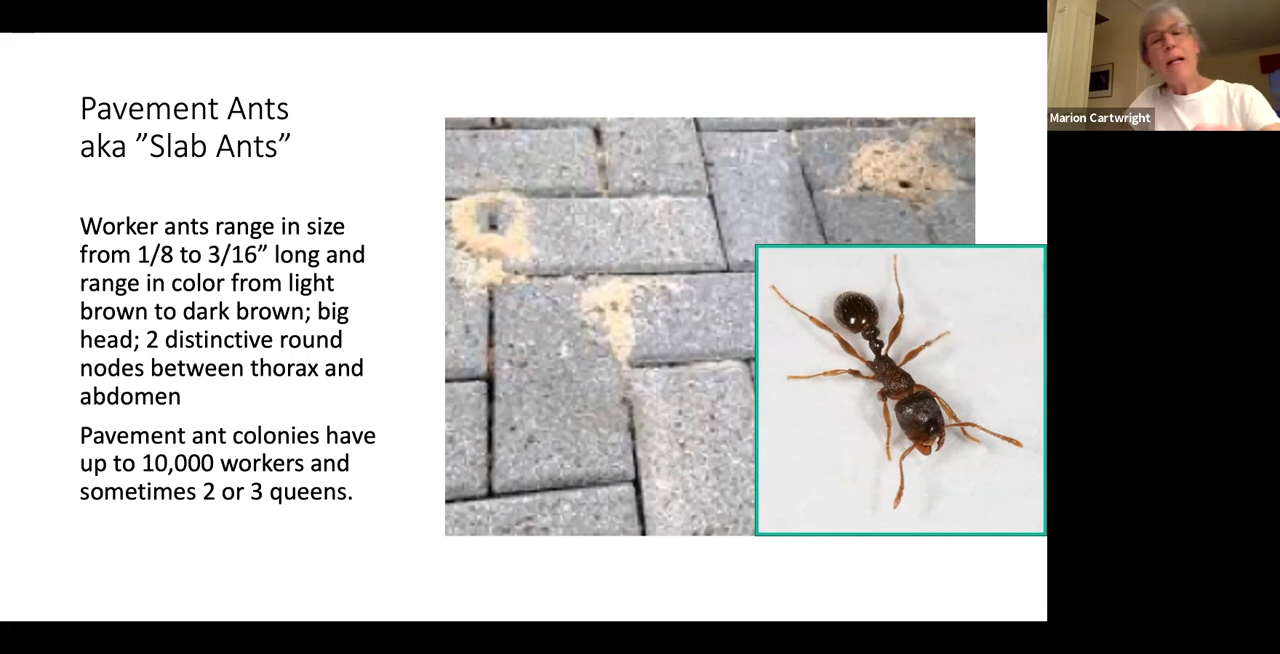 Pavement Ants
aka ”Slab Ants”
Worker ants range in size
from 1/8 to 3/16” long and
range in color from light
brown to dark brown; big
head; 2 distinctive round
nodes between thorax and
abdomen
Pavement ant colonies have
up to 10,000 workers and
sometimes 2 or 3 queens.
Marion Cartwright